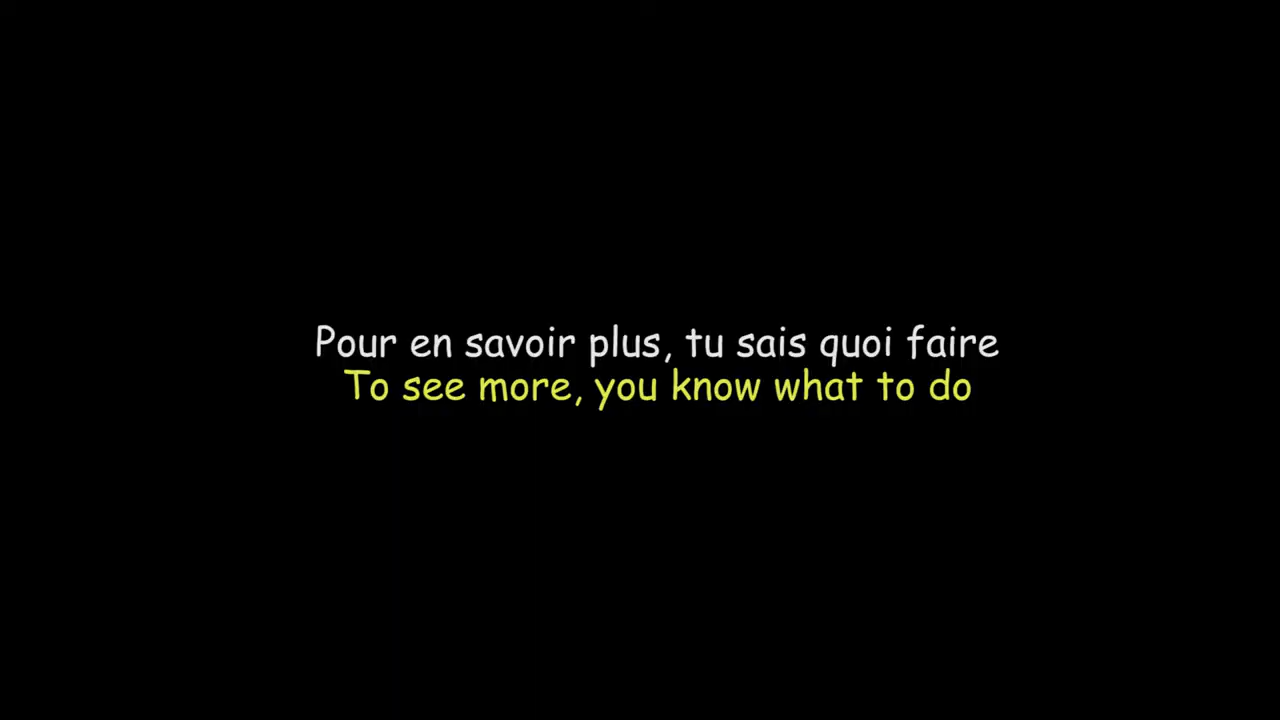 Pour en savoir plus, tu sais quoi faire
To see more, you know what to do